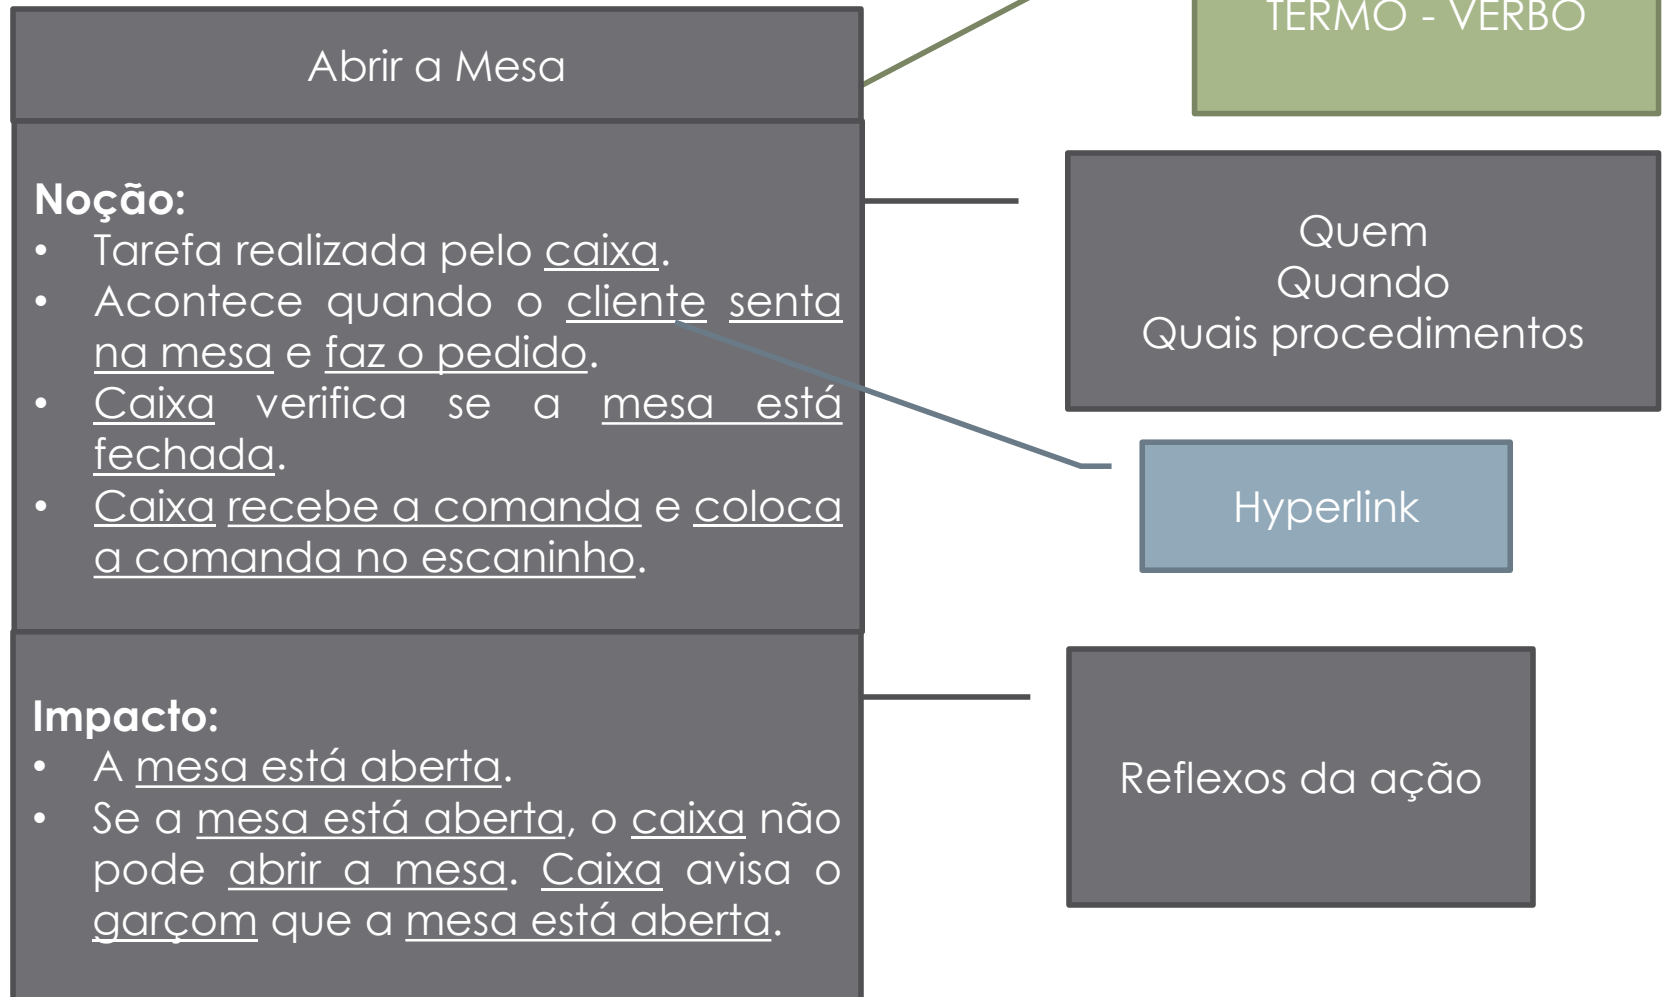 TERMO - VERBO
Abrir a Mesa
Noção:
• Tarefa realizada pelo caixa.
• Acontece quando o cliente senta
na mesa e faz o pedido.
• Caixa verifica se a mesa está
fechada.
• Caixa recebe a comanda e coloca
a comanda no escaninho.
Quem
Quando
Quais procedimentos
Hyperlink
Impacto:
• A mesa está aberta.
• Se a mesa está aberta, o caixa não
pode abrir a mesa. Caixa avisa o
garçom que a mesa está aberta.
Reflexos da ação